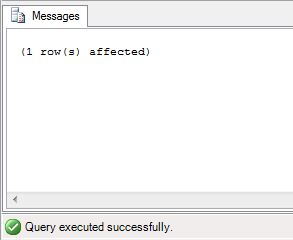 Messages
(1 row(s) affected)
Query executed successfully.